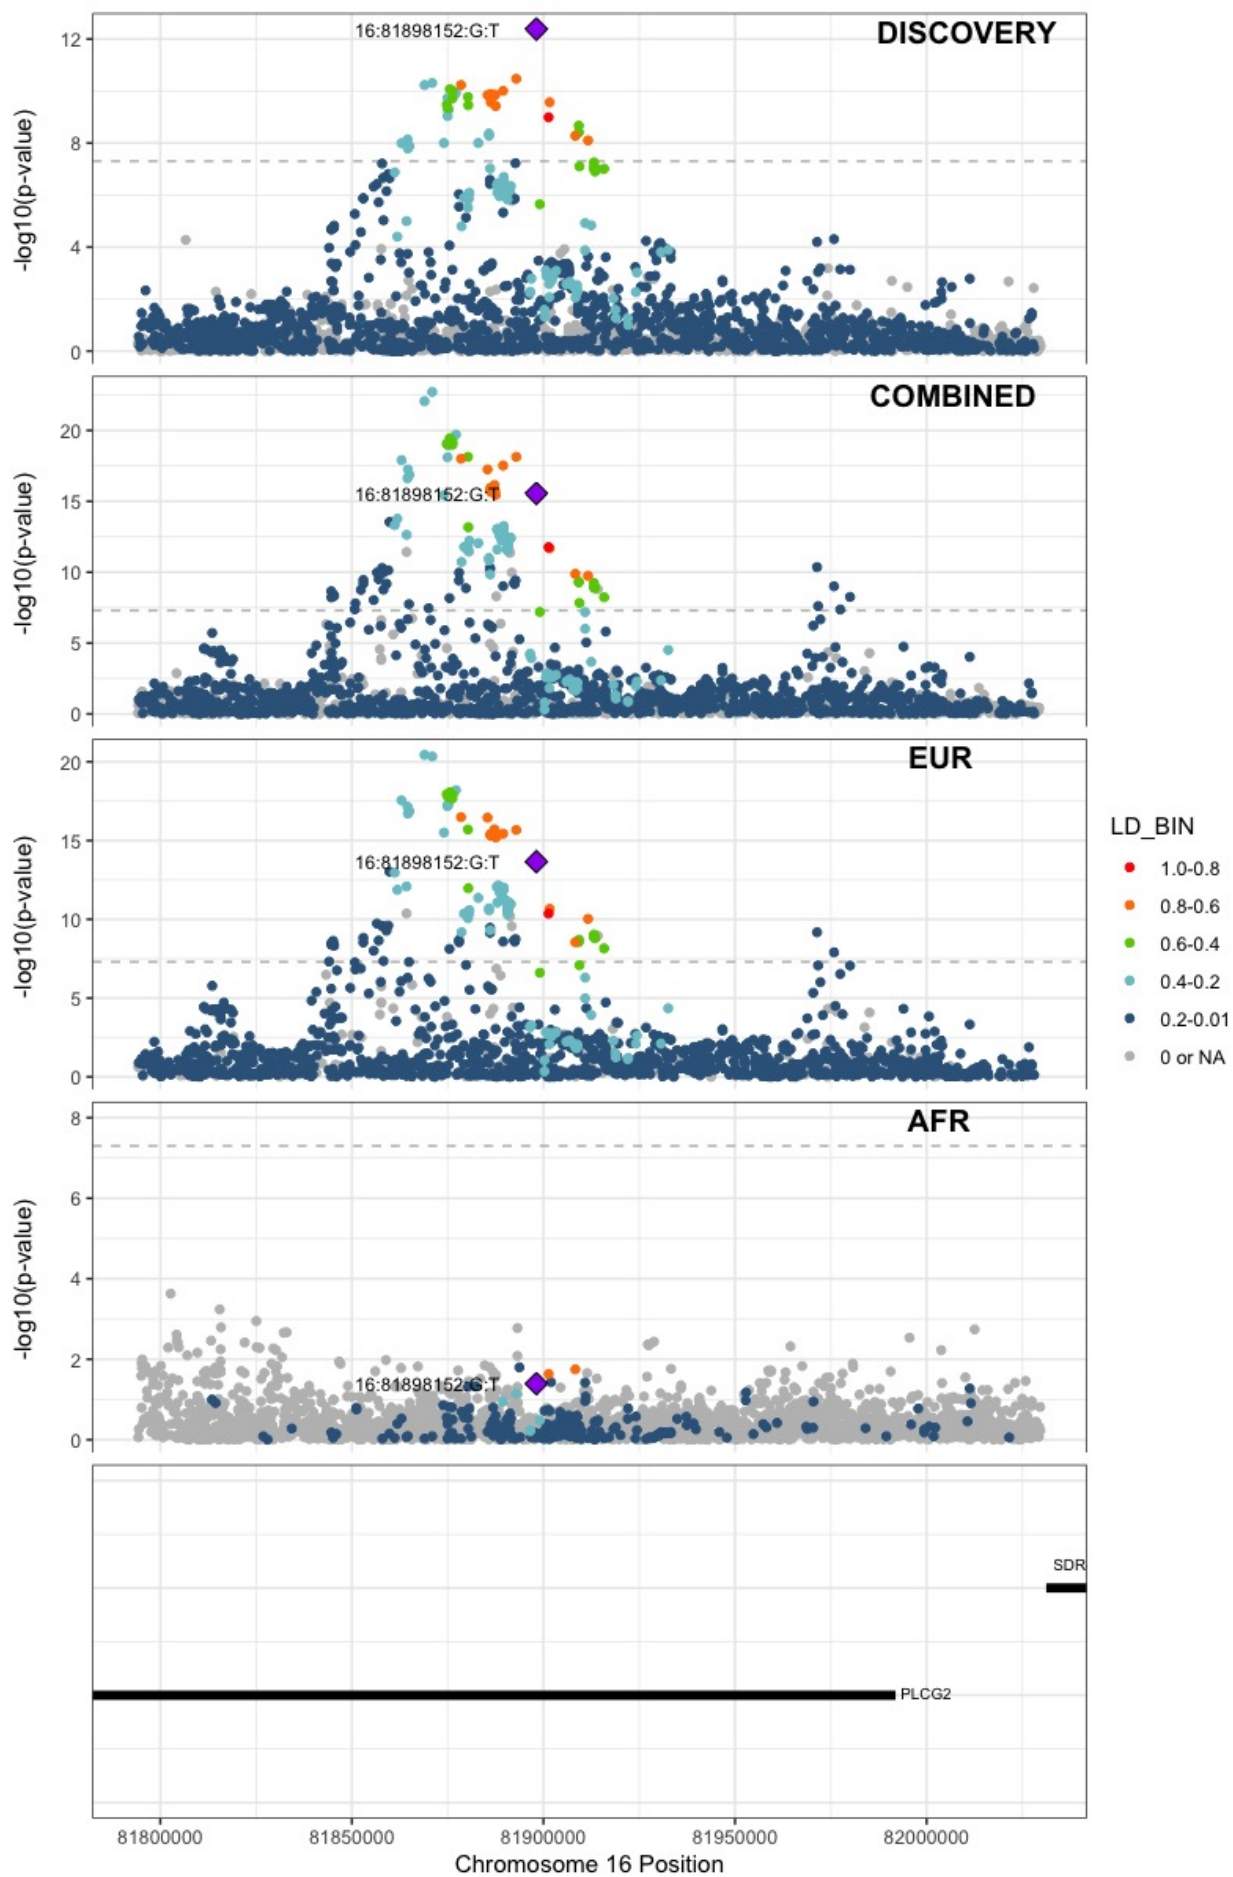 DISCOVERY
16:81898152:G:T
-log10(p-value)
12
8
4
0
COMBINED
16:81898152:G:T
-log10(p-value)
20
15
10
5
0
EUR
16:81898152:G:T
-log10(p-value)
20
15
10
5
0
AFR
16:81898152:G:T
-log10(p-value)
8
6
4
2
0
LD_BIN
1.0-0.8
0.8-0.6
0.6-0.4
0.4-0.2
0.2-0.01
0 or NA
SDR
PLCG2
81800000 81850000 81900000 81950000 82000000
Chromosome 16 Position